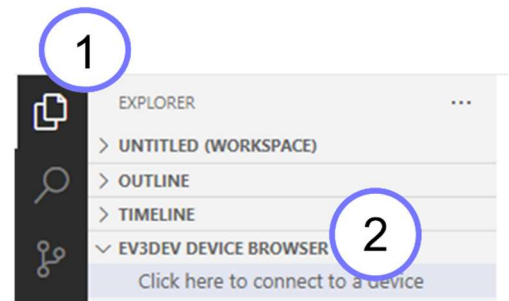 1
EXPLORER ...
UNTITLED (WORKSPACE)
OUTLINE
TIMELINE
EV3DEV DEVICE BROWSER
2
Click here to connect to a device